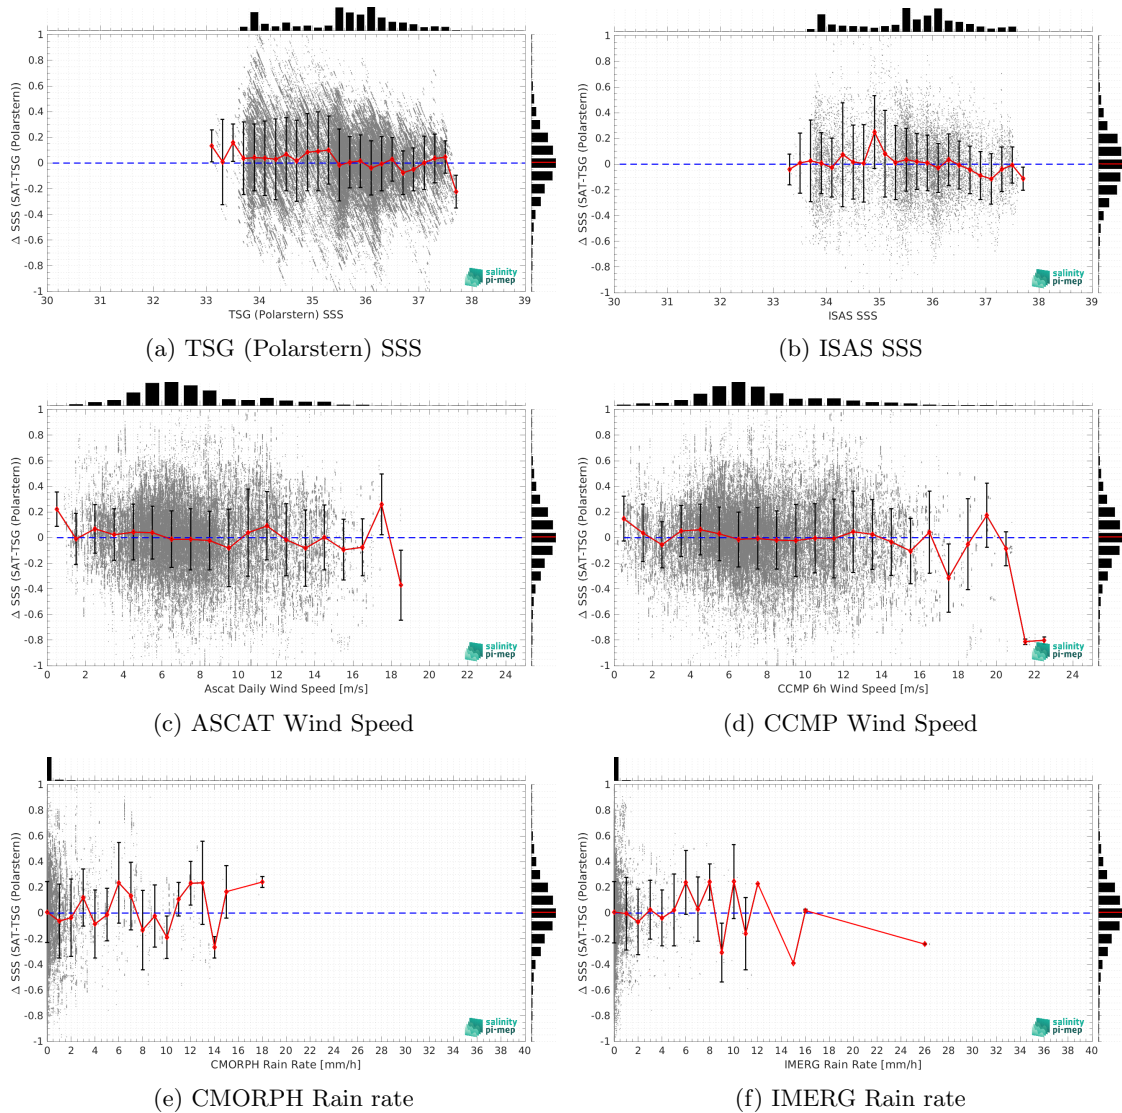 1
0.8
0.6
0.4
0.2
0
-0.2
-0.4
-0.6
-0.8
-1
Δ SSS (SAT-TSG (Polarstern))
30 31 32 33 34 35 36 37 38 39
TSG (Polarstern) SSS
salinity
pi-mep
(a) TSG (Polarstern) SSS
1
0.8
0.6
0.4
0.2
0
-0.2
-0.4
-0.6
-0.8
-1
Δ SSS (SAT-TSG (Polarstern))
30 31 32 33 34 35 36 37 38 39
ISAS SSS
salinity
pi-mep
(b) ISAS SSS
1
0.8
0.6
0.4
0.2
0
-0.2
-0.4
-0.6
-0.8
-1
Δ SSS (SAT-TSG (Polarstern))
0 2 4 6 8 10 12 14 16 18 20 22 24
Ascat Daily Wind Speed [m/s]
salinity
pi-mep
(c) ASCAT Wind Speed
1
0.8
0.6
0.4
0.2
0
-0.2
-0.4
-0.6
-0.8
-1
Δ SSS (SAT-TSG (Polarstern))
0 2 4 6 8 10 12 14 16 18 20 22 24
CCMP 6h Wind Speed [m/s]
salinity
pi-mep
(d) CCMP Wind Speed
1
0.8
0.6
0.4
0.2
0
-0.2
-0.4
-0.6
-0.8
-1
Δ SSS (SAT-TSG (Polarstern))
0 2 4 6 8 10 12 14 16 18 20 22 24 26 28 30 32 34 36 38 40
CMORPH Rain Rate [mm/h]
salinity
pi-mep
(e) CMORPH Rain rate
1
0.8
0.6
0.4
0.2
0
-0.2
-0.4
-0.6
-0.8
-1
Δ SSS (SAT-TSG (Polarstern))
0 2 4 6 8 10 12 14 16 18 20 22 24 26 28 30 32 34 36 38 40
IMERG Rain Rate [mm/h]
salinity
pi-mep
(f) IMERG Rain rate